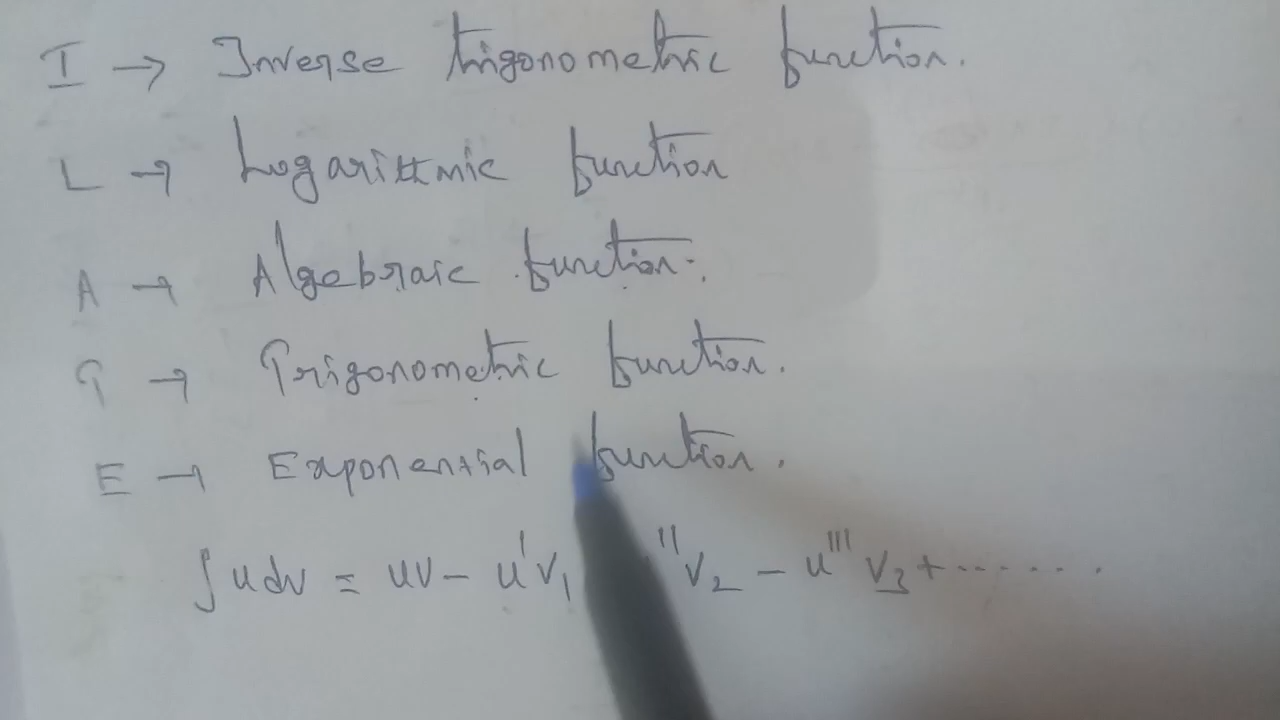 I → Inverse trigonometric function.
L → Logarithmic function
A → Algebraic function.
T → Trigonometric function.
E → Exponential function.
∫udv = uv - u'v₁ "v₂ - u'''v₃ + .......